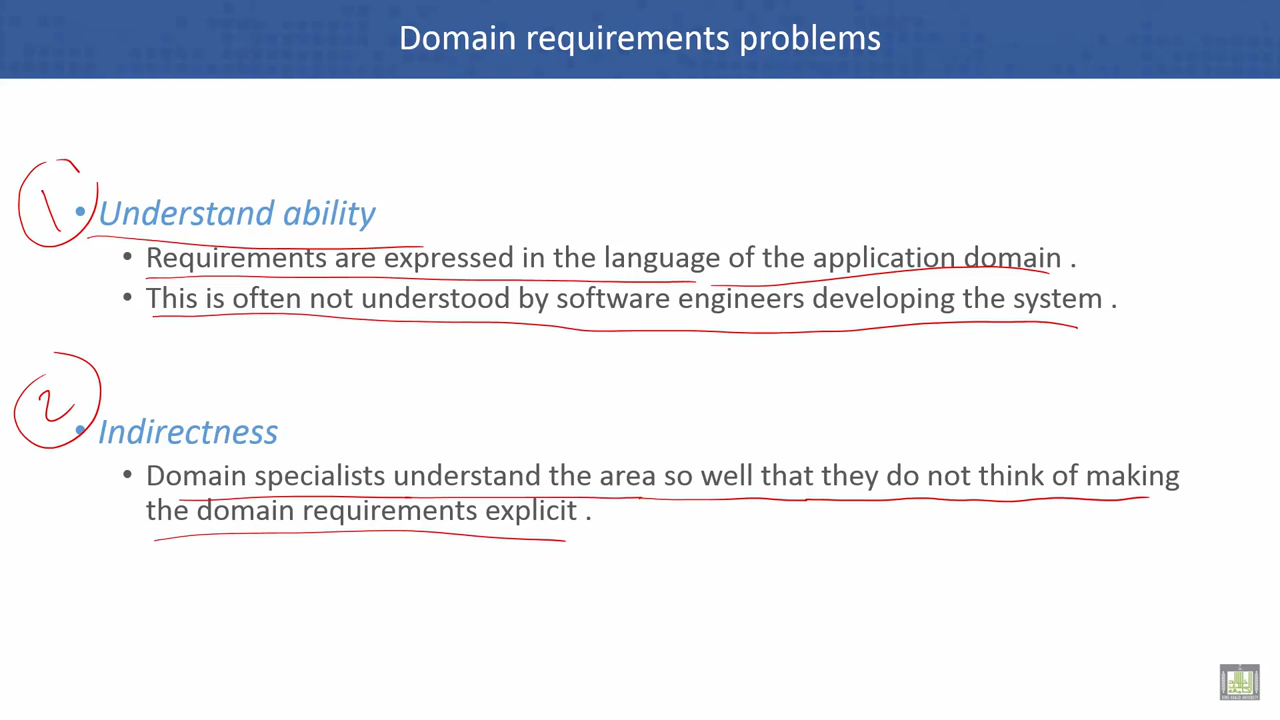 Domain requirements problems
1
• Understand ability
• Requirements are expressed in the language of the application domain .
• This is often not understood by software engineers developing the system .
2
• Indirectness
• Domain specialists understand the area so well that they do not think of making
the domain requirements explicit .